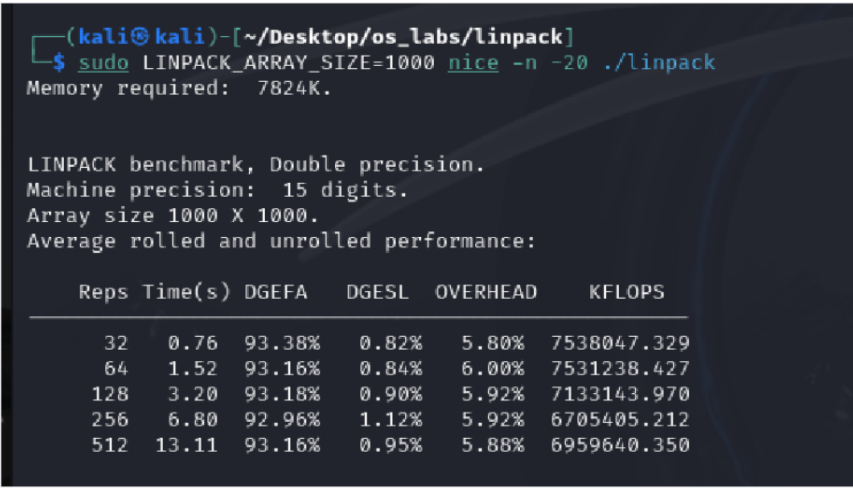 ┌──(kali㉿kali)-[~/Desktop/os_labs/linpack]
└─$ sudo LINPACK_ARRAY_SIZE=1000 nice -n -20 ./linpack
Memory required:  7824K.
LINPACK benchmark, Double precision.
Machine precision:  15 digits.
Array size 1000 X 1000.
Average rolled and unrolled performance:
Reps Time(s) DGEFA   DGESL  OVERHEAD    KFLOPS
32   0.76  93.38%   0.82%   5.80%  7538047.329
64   1.52  93.16%   0.84%   6.00%  7531238.427
128   3.20  93.18%   0.90%   5.92%  7133143.970
256   6.80  92.96%   1.12%   5.92%  6705405.212
512  13.11  93.16%   0.95%   5.88%  6959640.350